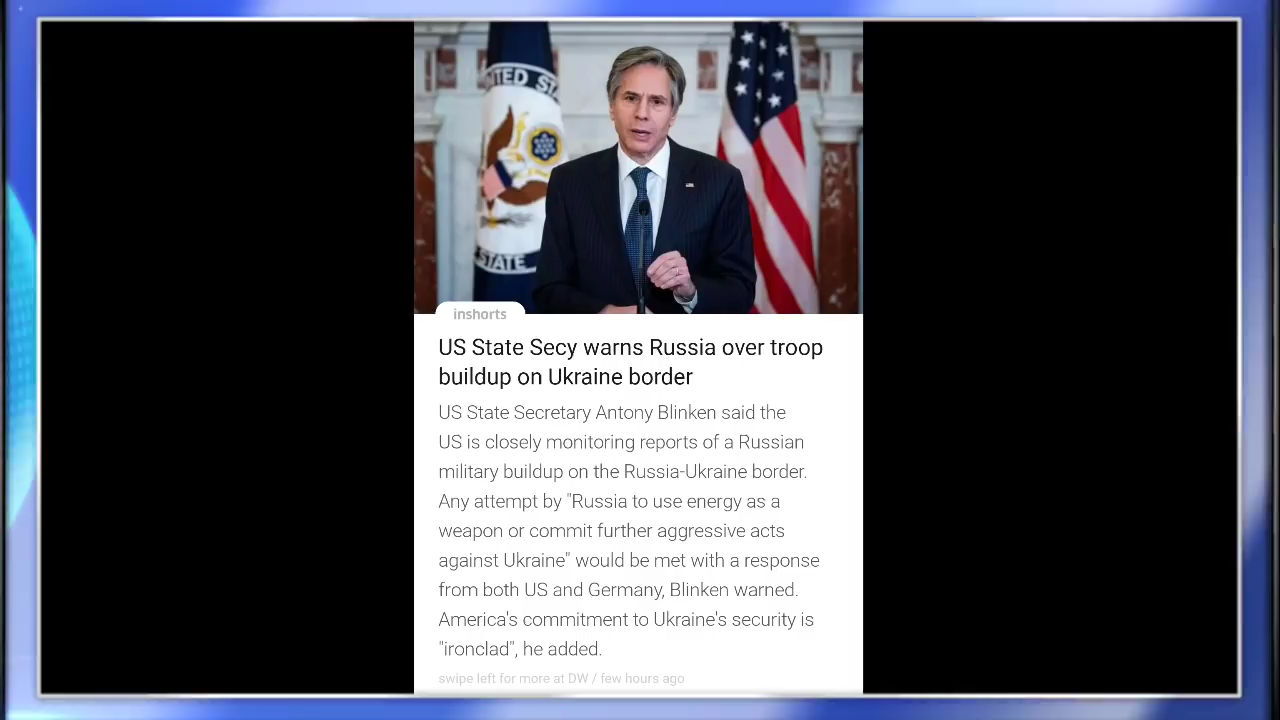 NITED STA
STATE
inshorts
US State Secy warns Russia over troop
buildup on Ukraine border
US State Secretary Antony Blinken said the
US is closely monitoring reports of a Russian
military buildup on the Russia-Ukraine border.
Any attempt by "Russia to use energy as a
weapon or commit further aggressive acts
against Ukraine" would be met with a response
from both US and Germany, Blinken warned.
America's commitment to Ukraine's security is
"ironclad", he added.
swipe left for more at DW / few hours ago